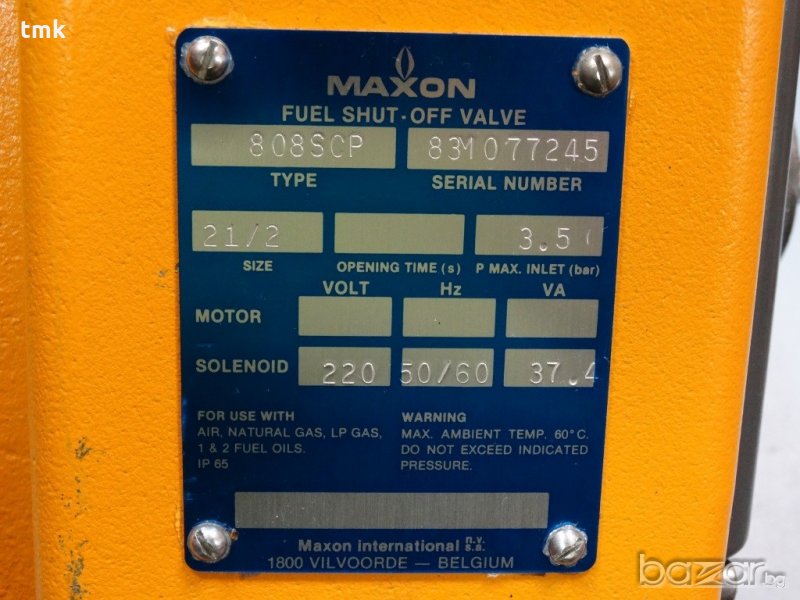 tmk
MAXON
FUEL SHUT-OFF VALVE
808SCP 83M077245
TYPE SERIAL NUMBER
21/2 3.5
SIZE OPENING TIME (s) P MAX. INLET (bar)
VOLT Hz VA
MOTOR
SOLENOID 220 50/60 37.4
FOR USE WITH
AIR, NATURAL GAS, LP GAS,
1 & 2 FUEL OILS.
IP 65
WARNING
MAX. AMBIENT TEMP. 60°C.
DO NOT EXCEED INDICATED
PRESSURE.
Maxon international n.v. s.a.
1800 VILVOORDE — BELGIUM
bazar.bg